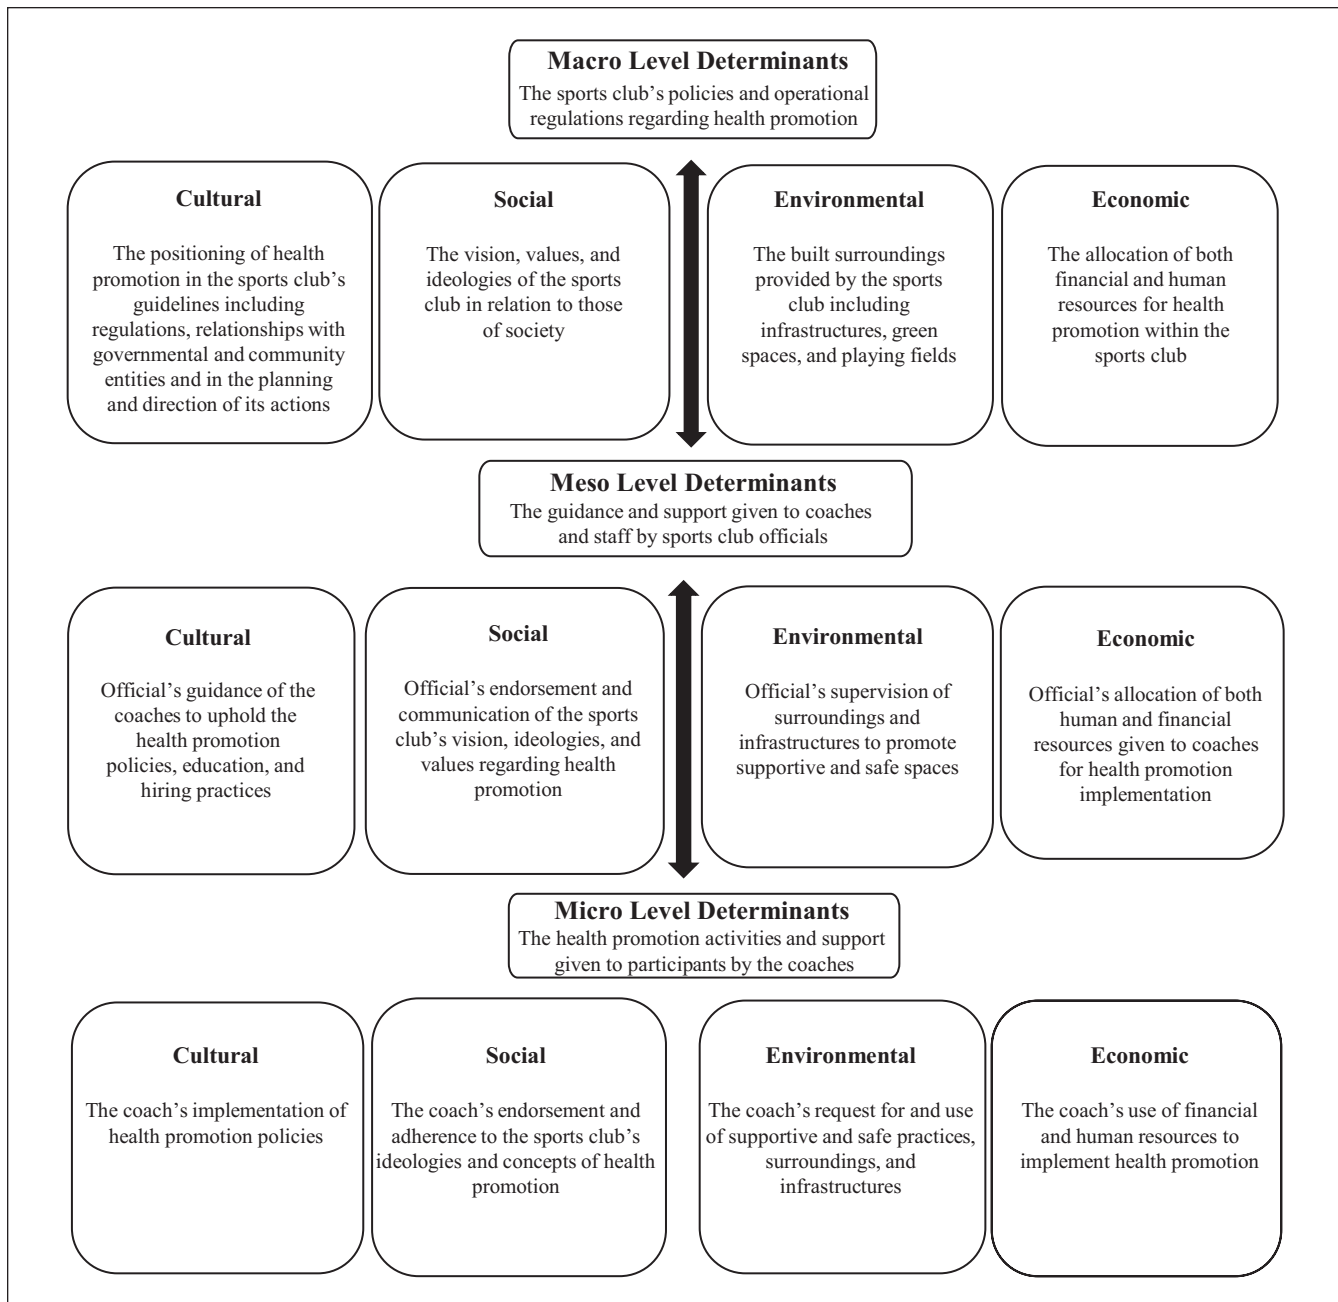 Macro Level Determinants
The sports club's policies and operational
regulations regarding health promotion
Cultural
The positioning of health
promotion in the sports club's
guidelines including
regulations, relationships with
governmental and community
entities and in the planning
and direction of its actions
Social
The vision, values, and
ideologies of the sports
club in relation to those
of society
Environmental
The built surroundings
provided by the sports
club including
infrastructures, green
spaces, and playing fields
Economic
The allocation of both
financial and human
resources for health
promotion within the
sports club
Meso Level Determinants
The guidance and support given to coaches
and staff by sports club officials
Cultural
Official's guidance of the
coaches to uphold the
health promotion
policies, education, and
hiring practices
Social
Official's endorsement and
communication of the sports
club's vision, ideologies, and
values regarding health
promotion
Environmental
Official's supervision of
surroundings and
infrastructures to promote
supportive and safe spaces
Economic
Official's allocation of both
human and financial
resources given to coaches
for health promotion
implementation
Micro Level Determinants
The health promotion activities and support
given to participants by the coaches
Cultural
The coach's implementation of
health promotion policies
Social
The coach's endorsement and
adherence to the sports club's
ideologies and concepts of health
promotion
Environmental
The coach's request for and use
of supportive and safe practices,
surroundings, and
infrastructures
Economic
The coach's use of financial
and human resources to
implement health promotion